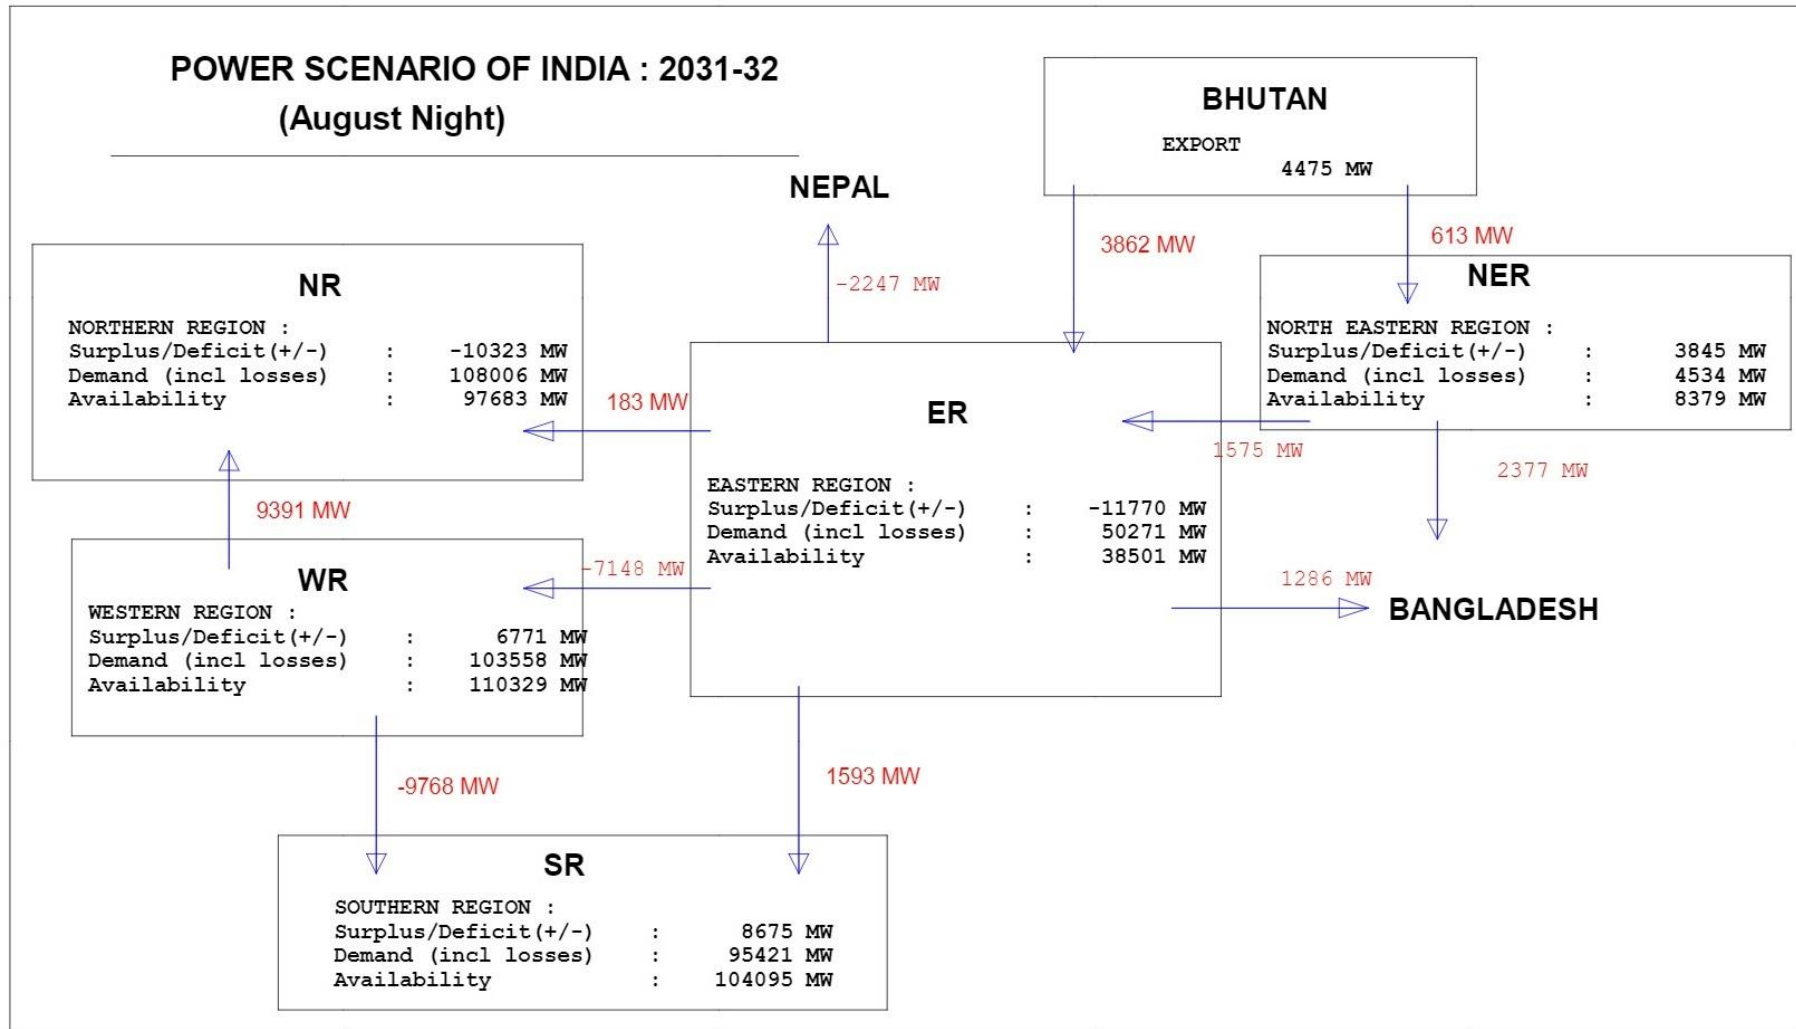 POWER SCENARIO OF INDIA : 2031-32
(August Night)
BHUTAN
EXPORT
4475 MW
NEPAL
3862 MW
613 MW
-2247 MW
NR
NORTHERN REGION :
Surplus/Deficit(+/-) : -10323 MW
Demand (incl losses) : 108006 MW
Availability : 97683 MW
NER
NORTH EASTERN REGION :
Surplus/Deficit(+/-) : 3845 MW
Demand (incl losses) : 4534 MW
Availability : 8379 MW
183 MW
ER
EASTERN REGION :
Surplus/Deficit(+/-) : -11770 MW
Demand (incl losses) : 50271 MW
Availability : 38501 MW
1575 MW
2377 MW
9391 MW
-7148 MW
1286 MW
BANGLADESH
WR
WESTERN REGION :
Surplus/Deficit(+/-) : 6771 MW
Demand (incl losses) : 103558 MW
Availability : 110329 MW
-9768 MW
1593 MW
SR
SOUTHERN REGION :
Surplus/Deficit(+/-) : 8675 MW
Demand (incl losses) : 95421 MW
Availability : 104095 MW